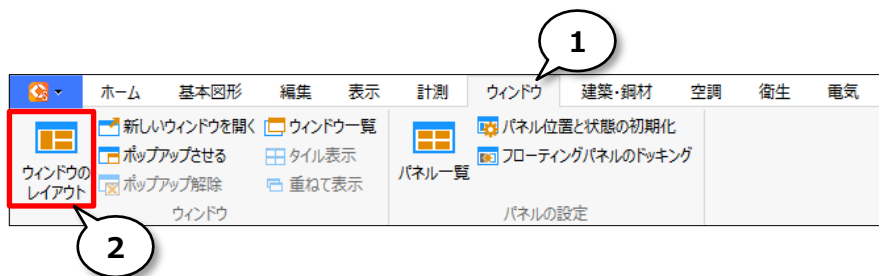 1
ホーム 基本図形 編集 表示 計測 ウィンドウ 建築・鋼材 空調 衛生 電気
新しいウィンドウを開く ウィンドウ一覧 パネル位置と状態の初期化
ポップアップさせる タイル表示 フローティングパネルのドッキング
ウィンドウの
レイアウト
ポップアップ解除 重ねて表示
パネル一覧
ウィンドウ パネルの設定
2